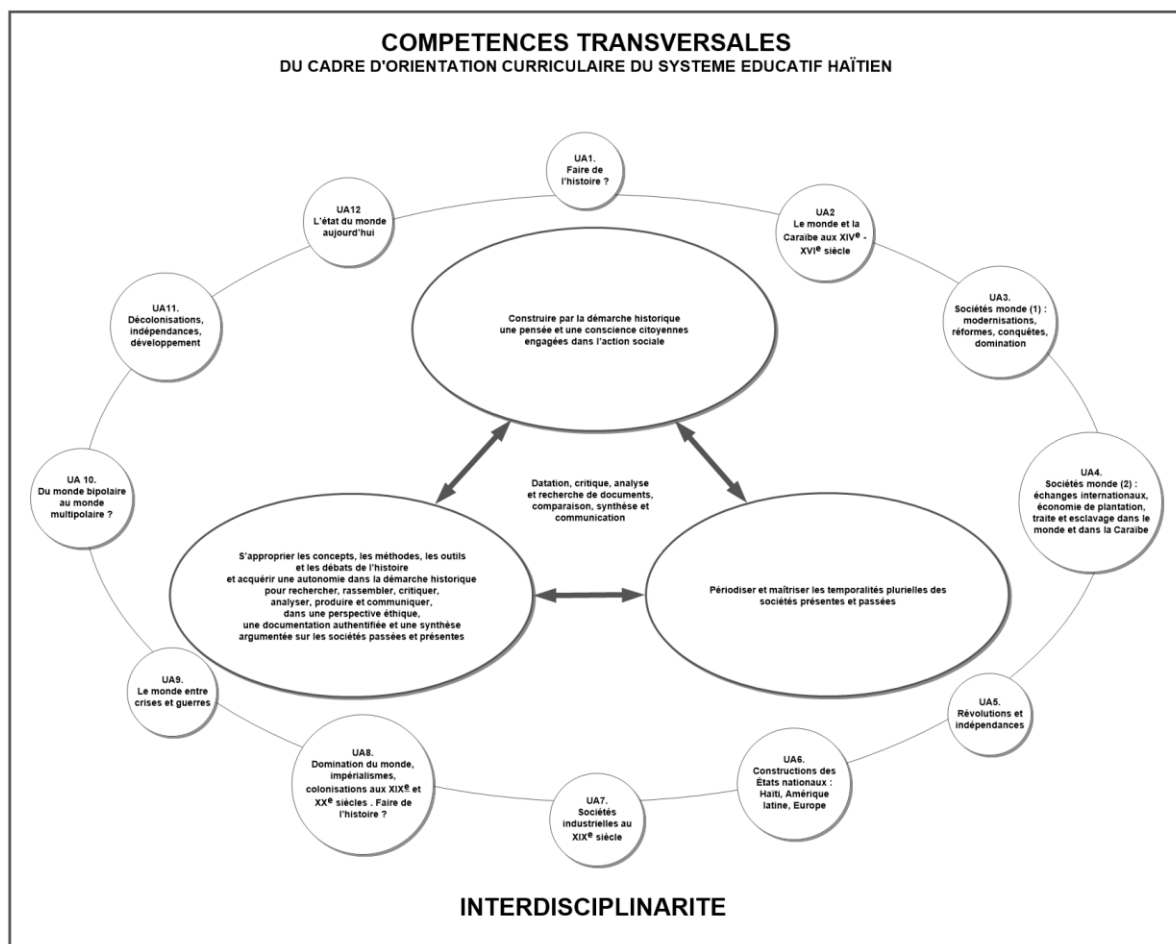 COMPETENCES TRANSVERSALES
DU CADRE D'ORIENTATION CURRICULAIRE DU SYSTEME EDUCATIF HAÏTIEN
UA1.
Faire de
l'histoire ?
UA2
Le monde et la
Caraïbe aux XIVe -
XVIe siècle
UA3.
Sociétés monde (1) :
modernisations,
réformes, conquêtes,
domination
UA4.
Sociétés monde (2) :
échanges internationaux,
économie de plantation,
traite et esclavage dans le
monde et dans la Caraïbe
UA5.
Révolutions et
indépendances
UA6.
Constructions des
États nationaux :
Haïti, Amérique
latine, Europe
UA7.
Sociétés
industrielles au
XIXe siècle
UA8.
Domination du monde,
impérialismes,
colonisations aux XIXe et
XXe siècles . Faire de
l'histoire ?
UA9.
Le monde entre
crises et guerres
UA 10.
Du monde bipolaire
au monde
multipolaire ?
UA11.
Décolonisations,
indépendances,
développement
UA12
L'état du monde
aujourd'hui
Construire par la démarche historique
une pensée et une conscience citoyennes
engagées dans l'action sociale
Datation, critique, analyse
et recherche de documents,
comparaison, synthèse et
communication
S'approprier les concepts, les méthodes, les outils
et les débats de l'histoire
et acquérir une autonomie dans la démarche historique
pour rechercher, rassembler, critiquer,
analyser, produire et communiquer,
dans une perspective éthique,
une documentation authentifiée et une synthèse
argumentée sur les sociétés passées et présentes
Périodiser et maîtriser les temporalités plurielles des
sociétés présentes et passées
INTERDISCIPLINARITE